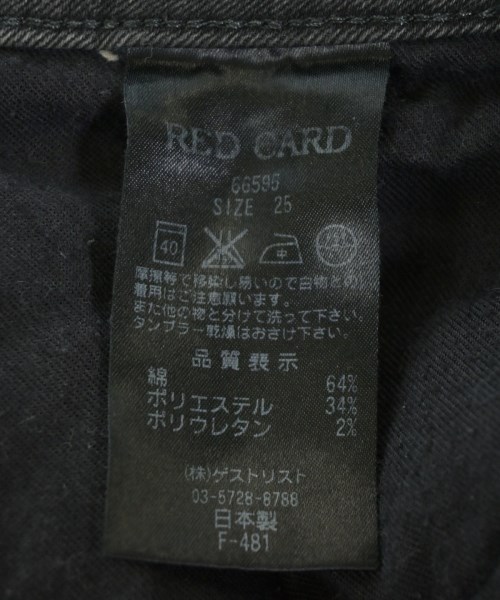 RED CARD
66595
SIZE 25
40
中
摩擦等で移染し易いので白物との
着用はご注意願います。
また他の物と分けて洗って下さい。
タンブラー乾燥はおさけ下さい。
品質表示
綿 64%
ポリエステル 34%
ポリウレタン 2%
(株)ゲストリスト
03-5728-8788
日本製
F-481